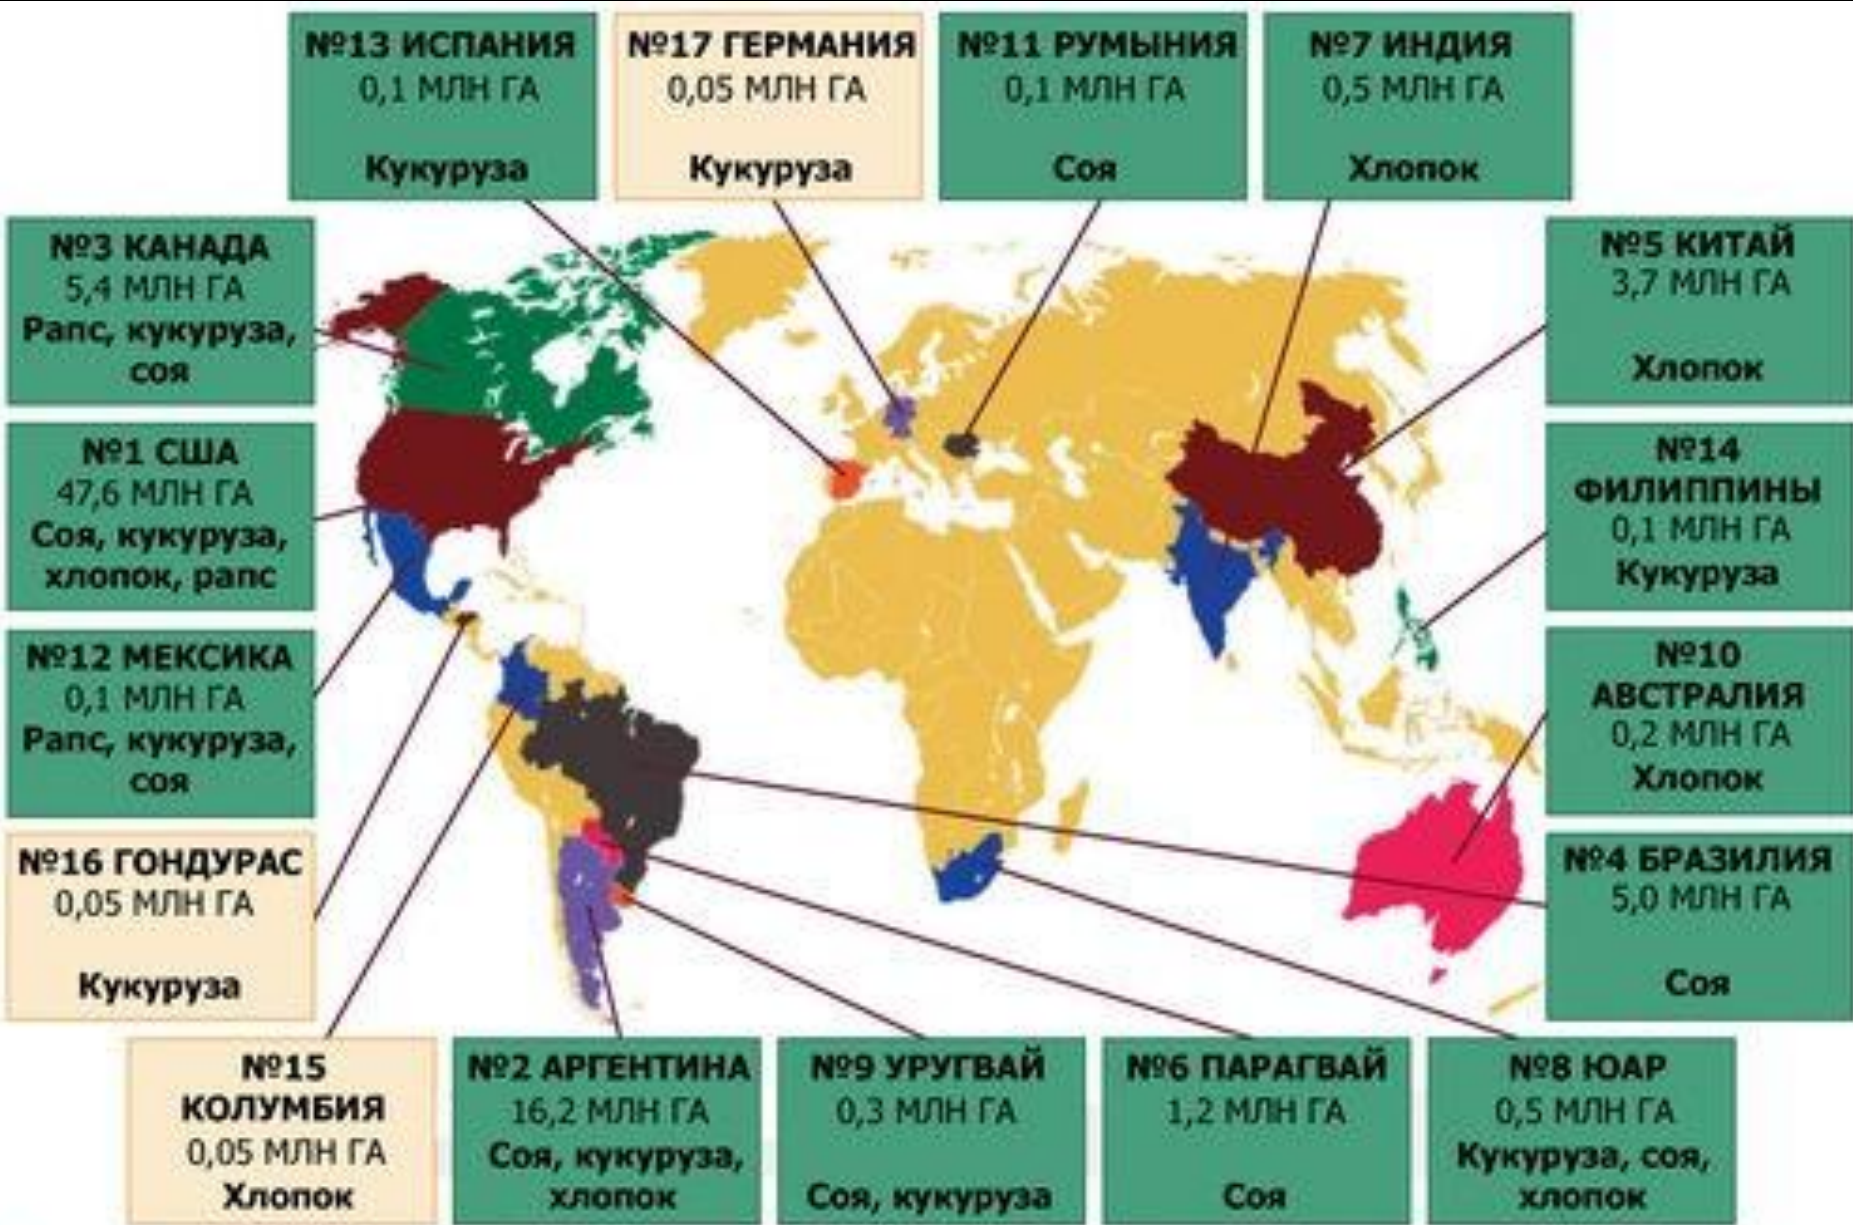 №13 ИСПАНИЯ
0,1 МЛН ГА
Кукуруза
№17 ГЕРМАНИЯ
0,05 МЛН ГА
Кукуруза
№11 РУМЫНИЯ
0,1 МЛН ГА
Соя
№7 ИНДИЯ
0,5 МЛН ГА
Хлопок
№3 КАНАДА
5,4 МЛН ГА
Рапс, кукуруза,
соя
№5 КИТАЙ
3,7 МЛН ГА
Хлопок
№1 США
47,6 МЛН ГА
Соя, кукуруза,
хлопок, рапс
№14
ФИЛИППИНЫ
0,1 МЛН ГА
Кукуруза
№12 МЕКСИКА
0,1 МЛН ГА
Рапс, кукуруза,
соя
№10
АВСТРАЛИЯ
0,2 МЛН ГА
Хлопок
№16 ГОНДУРАС
0,05 МЛН ГА
Кукуруза
№4 БРАЗИЛИЯ
5,0 МЛН ГА
Соя
№15
КОЛУМБИЯ
0,05 МЛН ГА
Хлопок
№2 АРГЕНТИНА
16,2 МЛН ГА
Соя, кукуруза,
хлопок
№9 УРУГВАЙ
0,3 МЛН ГА
Соя, кукуруза
№6 ПАРАГВАЙ
1,2 МЛН ГА
Соя
№8 ЮАР
0,5 МЛН ГА
Кукуруза, соя,
хлопок